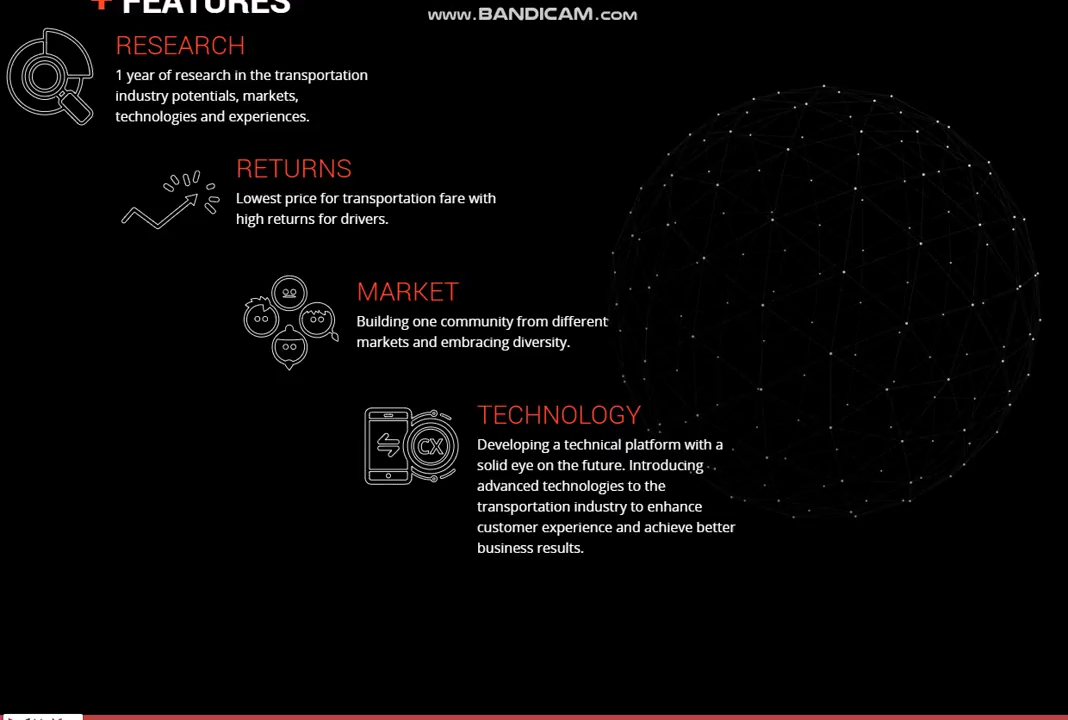 + FEATURES
www.BANDICAM.com
RESEARCH
1 year of research in the transportation
industry potentials, markets,
technologies and experiences.
RETURNS
Lowest price for transportation fare with
high returns for drivers.
MARKET
Building one community from different
markets and embracing diversity.
CX
TECHNOLOGY
Developing a technical platform with a
solid eye on the future. Introducing
advanced technologies to the
transportation industry to enhance
customer experience and achieve better
business results.